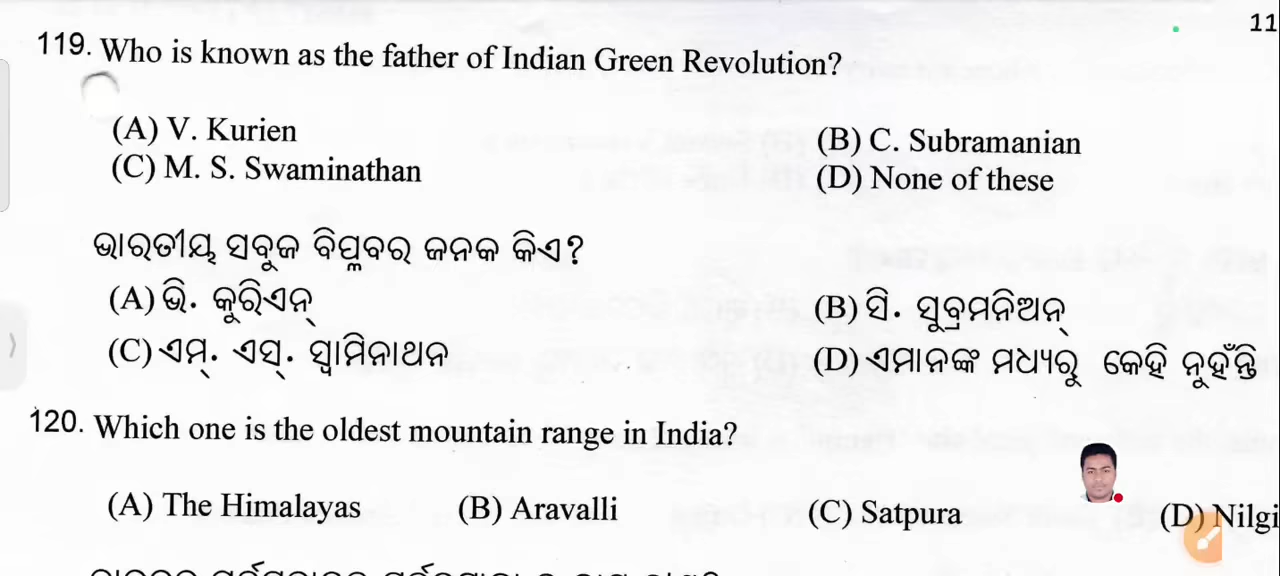 11
119. Who is known as the father of Indian Green Revolution?
(A) V. Kurien (B) C. Subramanian
(C) M. S. Swaminathan (D) None of these
ଭାରତୀୟ ସବୁଜ ବିପ୍ଳବର ଜନକ କିଏ?
(A) ଭି. କୁରିଏନ୍ (B) ସି. ସୁବ୍ରମନିଅନ୍
(C) ଏମ୍. ଏସ୍. ସ୍ୱାମିନାଥନ (D) ଏମାନଙ୍କ ମଧ୍ୟରୁ କେହି ନୁହଁନ୍ତି
120. Which one is the oldest mountain range in India?
(A) The Himalayas (B) Aravalli (C) Satpura (D) Nilgi